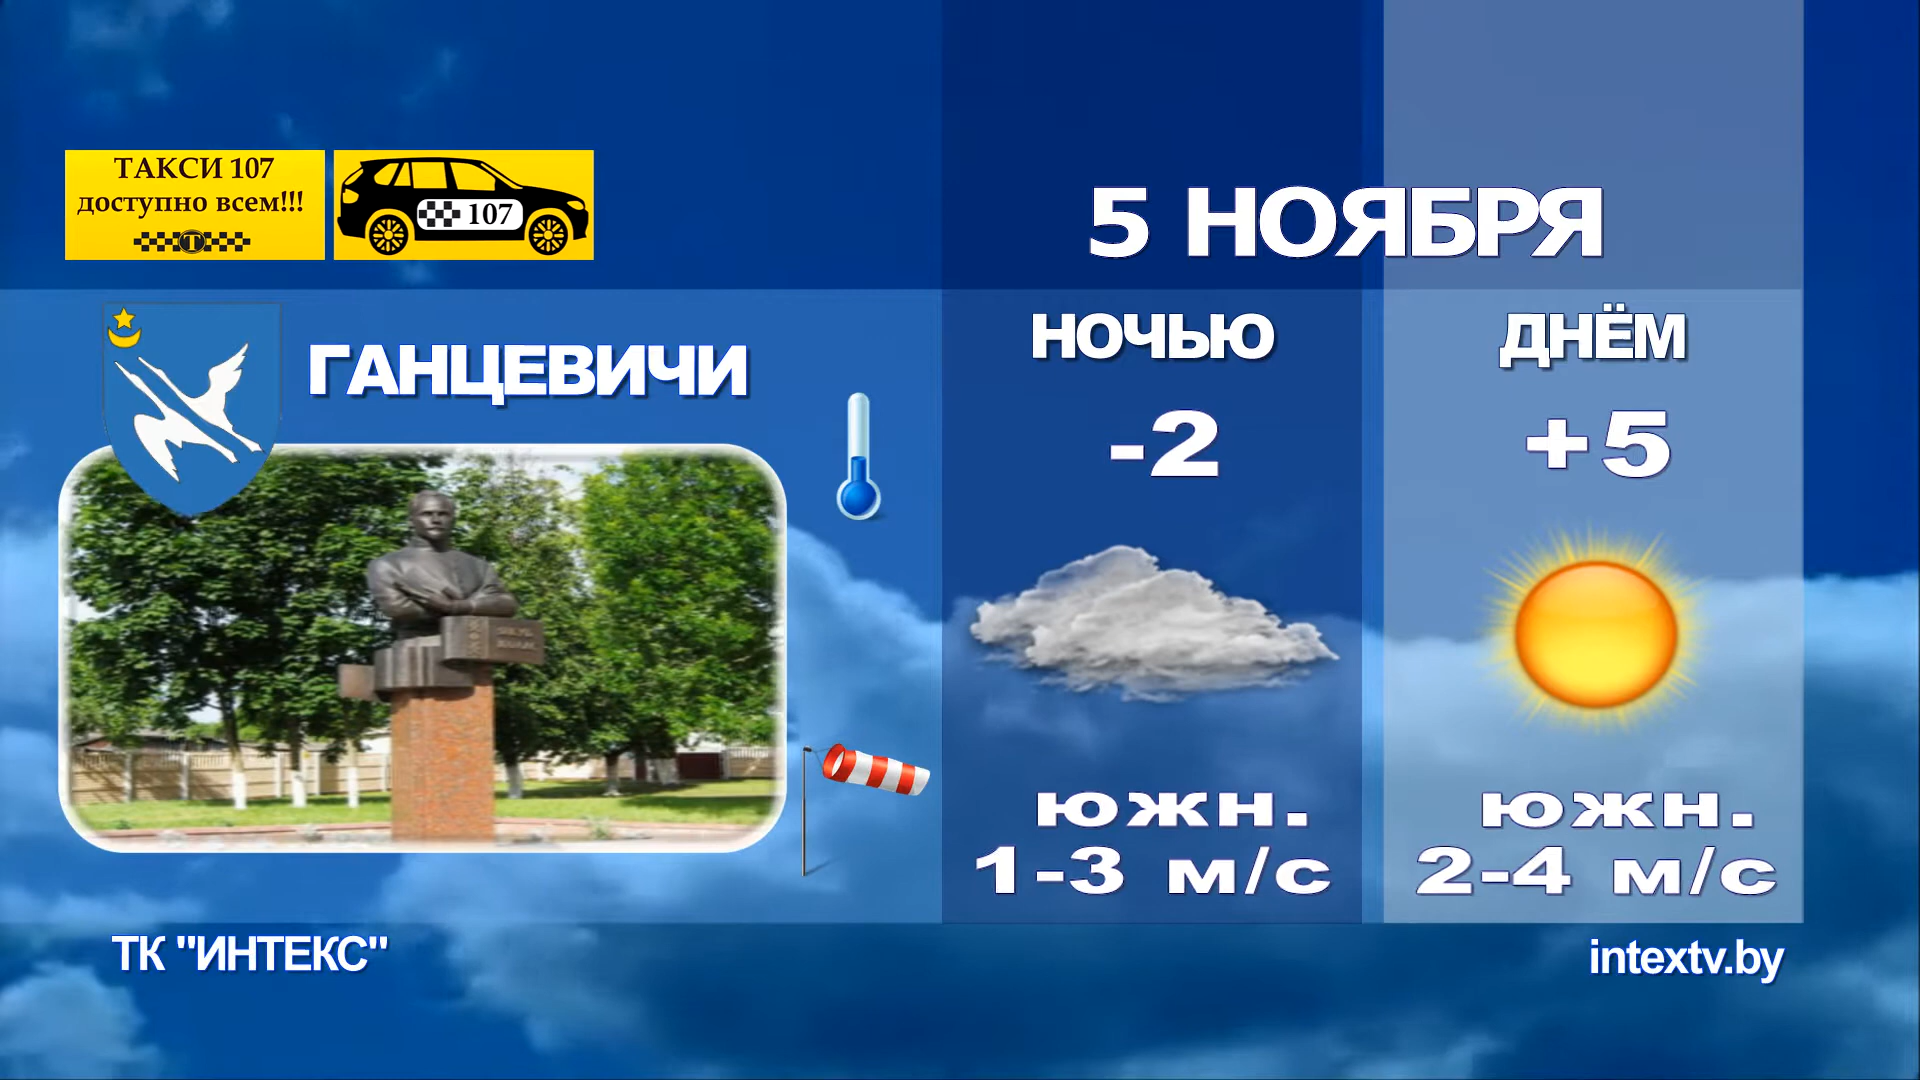 ТАКСИ 107
доступно всем!!!
Т
107
5 НОЯБРЯ
ГАНЦЕВИЧИ
НОЧЬЮ
ДНЁМ
-2
+5
южн.
1-3 м/с
южн.
2-4 м/с
ТК "ИНТЕКС"
intextv.by